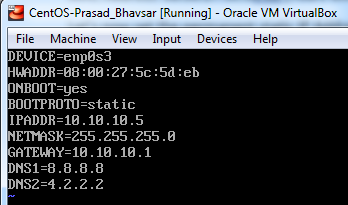 CentOS-Prasad_Bhavsar [Running] - Oracle VM VirtualBox
File Machine View Input Devices Help
DEVICE=enp0s3
HWADDR=08:00:27:5c:5d:eb
ONBOOT=yes
BOOTPROTO=static
IPADDR=10.10.10.5
NETMASK=255.255.255.0
GATEWAY=10.10.10.1
DNS1=8.8.8.8
DNS2=4.2.2.2
~